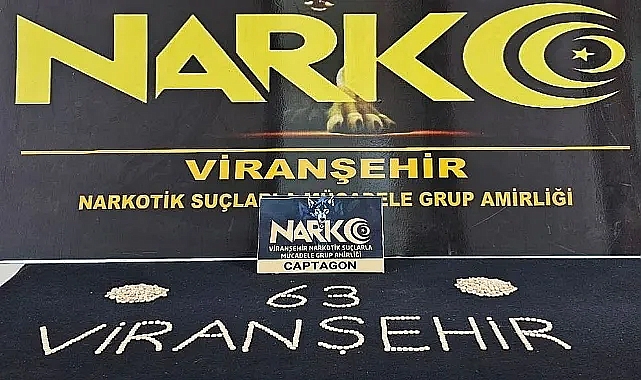 NARKO
VİRANŞEHİR
NARKOTİK SUÇLARLA MÜCADELE GRUP AMİRLİĞİ
NARKO
VİRANŞEHİR NARKOTİK SUÇLARLA
MÜCADELE GRUP AMİRLİĞİ
CAPTAGON
63
VİRANŞEHİR